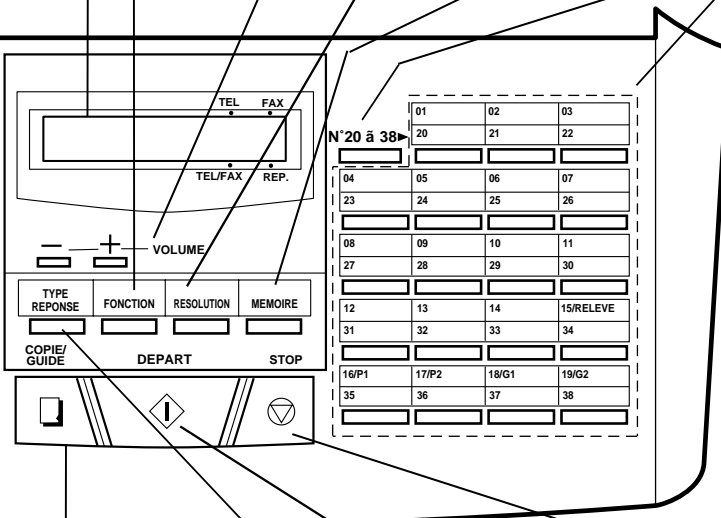 TEL FAX
TEL/FAX REP.
VOLUME
TYPE REPONSE
FONCTION
RESOLUTION
MEMOIRE
COPIE/
GUIDE
DEPART
STOP
N˚20 ã 38
01 02 03
20 21 22
04 05 06 07
23 24 25 26
08 09 10 11
27 28 29 30
12 13 14 15/RELEVE
31 32 33 34
16/P1 17/P2 18/G1 19/G2
35 36 37 38